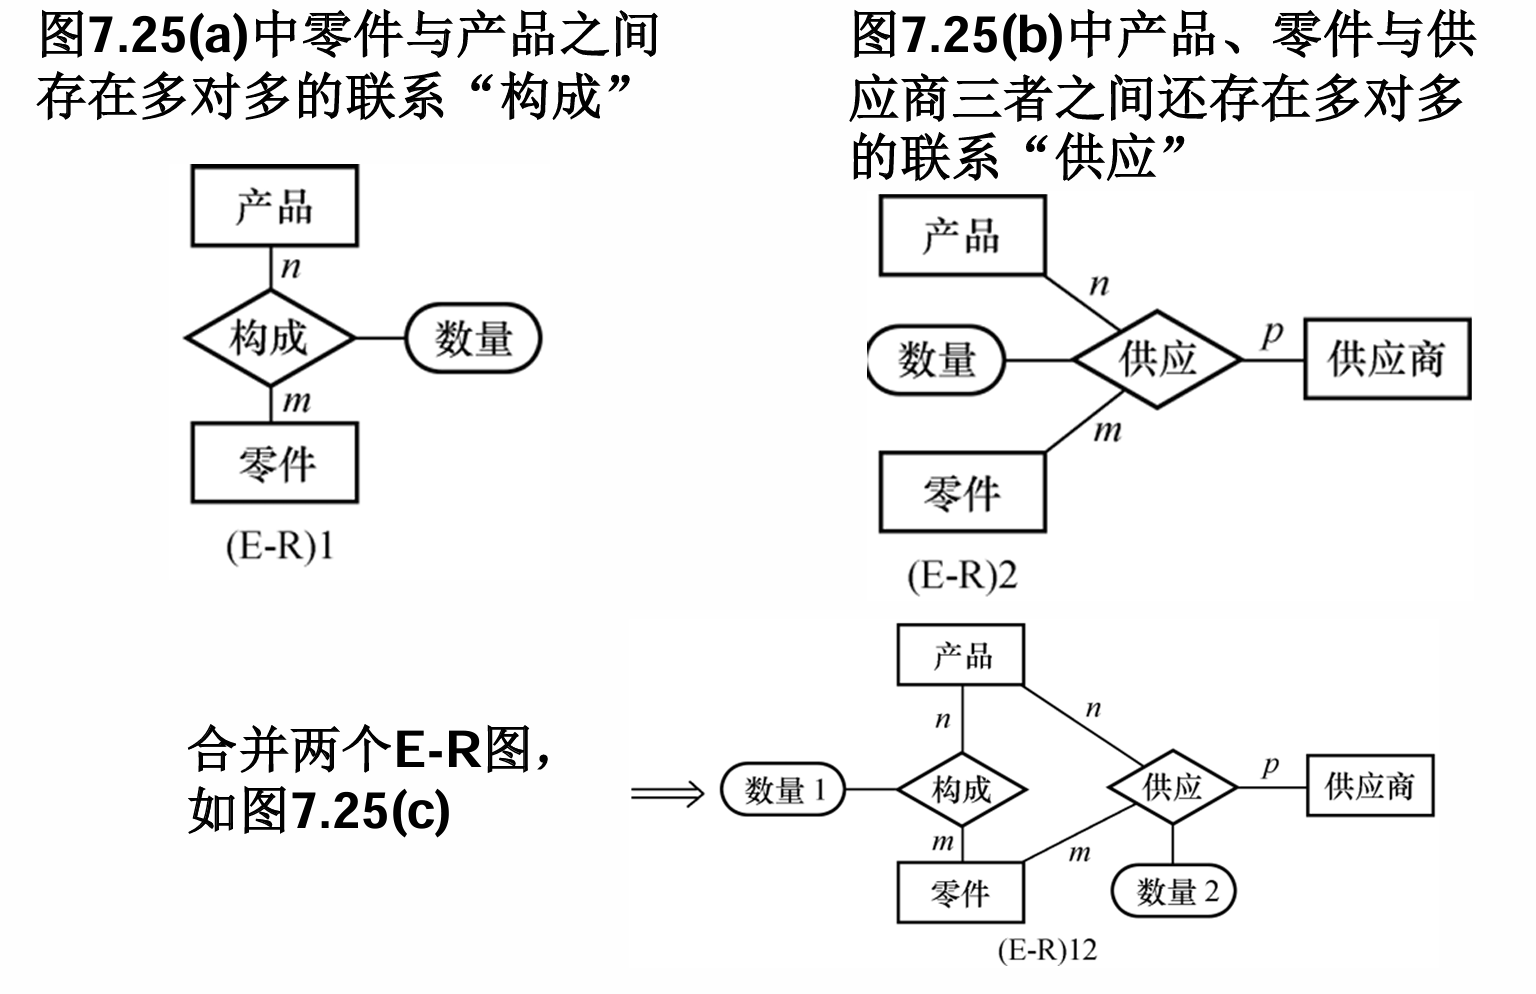 图7.25(a)中零件与产品之间
存在多对多的联系“构成”
产品
n
构成
数量
m
零件
(E-R)1
图7.25(b)中产品、零件与供
应商三者之间还存在多对多
的联系“供应”
产品
n
数量
供应
p
供应商
m
零件
(E-R)2
合并两个E-R图，
如图7.25(c)
产品
n
n
数量 1
构成
供应
p
供应商
m
m
零件
数量 2
(E-R)12